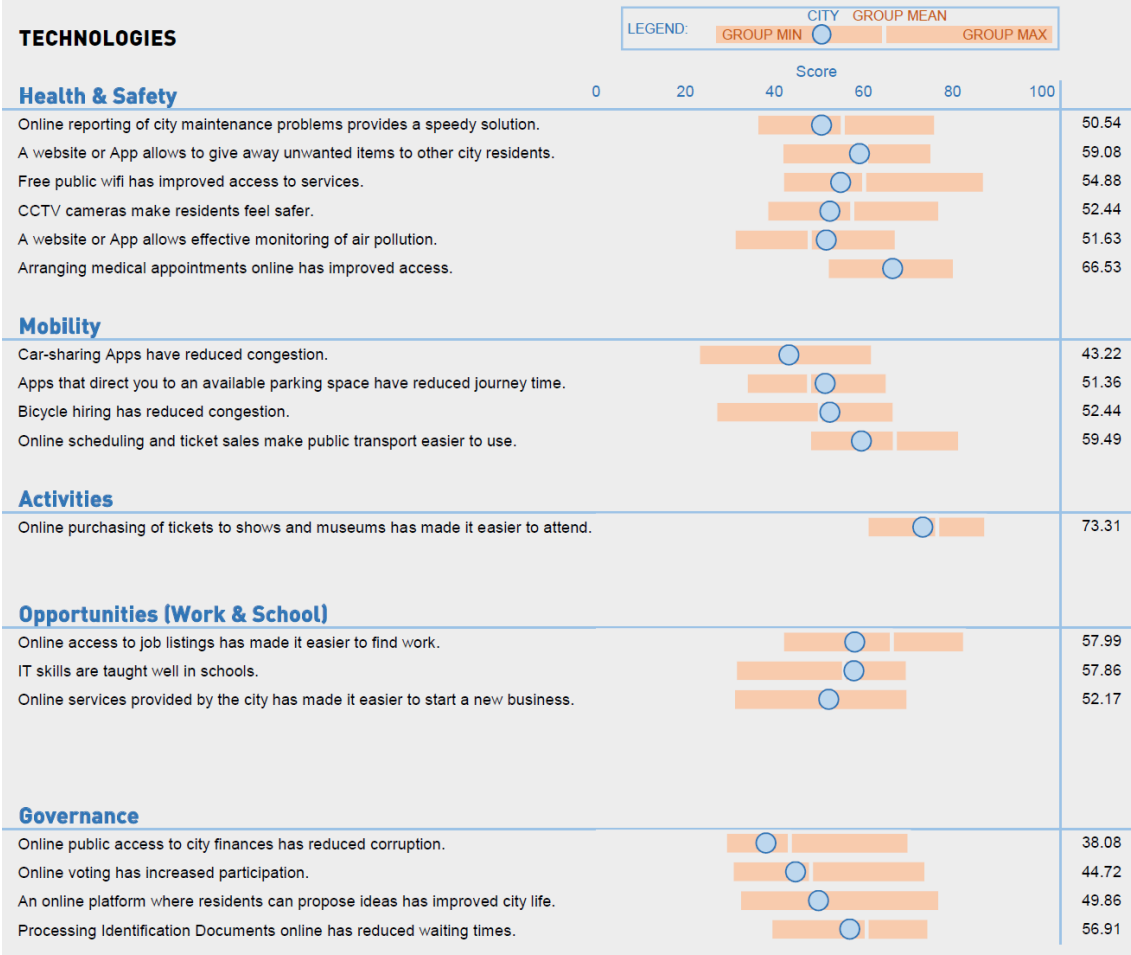 CITY GROUP MEAN
LEGEND: GROUP MIN GROUP MAX
TECHNOLOGIES
Score
Health & Safety 0 20 40 60 80 100
Online reporting of city maintenance problems provides a speedy solution. 50.54
A website or App allows to give away unwanted items to other city residents. 59.08
Free public wifi has improved access to services. 54.88
CCTV cameras make residents feel safer. 52.44
A website or App allows effective monitoring of air pollution. 51.63
Arranging medical appointments online has improved access. 66.53
Mobility
Car-sharing Apps have reduced congestion. 43.22
Apps that direct you to an available parking space have reduced journey time. 51.36
Bicycle hiring has reduced congestion. 52.44
Online scheduling and ticket sales make public transport easier to use. 59.49
Activities
Online purchasing of tickets to shows and museums has made it easier to attend. 73.31
Opportunities (Work & School)
Online access to job listings has made it easier to find work. 57.99
IT skills are taught well in schools. 57.86
Online services provided by the city has made it easier to start a new business. 52.17
Governance
Online public access to city finances has reduced corruption. 38.08
Online voting has increased participation. 44.72
An online platform where residents can propose ideas has improved city life. 49.86
Processing Identification Documents online has reduced waiting times. 56.91